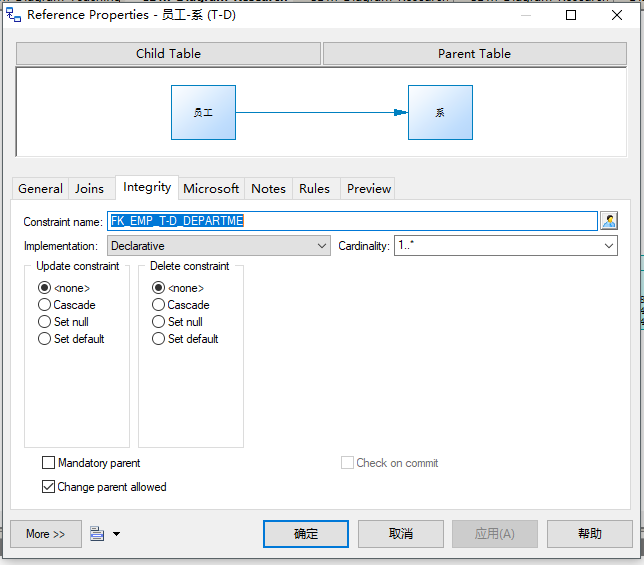 Reference Properties - 员工-系 (T-D)
Child Table
Parent Table
员工
系
General
Joins
Integrity
Microsoft
Notes
Rules
Preview
Constraint name:
FK_EMP_T-D_DEPARTME
Implementation:
Declarative
Cardinality:
1..*
Update constraint
Delete constraint
<none>
<none>
Cascade
Cascade
Set null
Set null
Set default
Set default
Mandatory parent
Check on commit
Change parent allowed
More >>
确定
取消
应用(A)
帮助